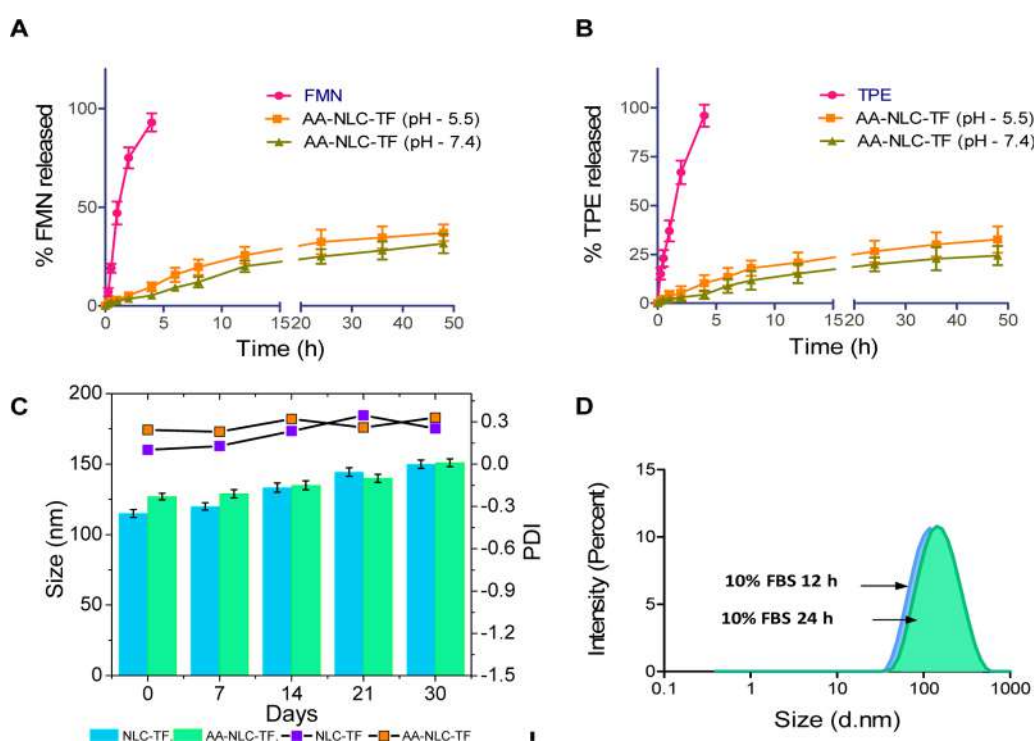 A
% FMN released
100
50
0
0
5
10
15
20
30
40
50
Time (h)
FMN
AA-NLC-TF (pH - 5.5)
AA-NLC-TF (pH - 7.4)
B
% TPE released
100
75
50
25
0
0
5
10
15
20
30
40
50
Time (h)
TPE
AA-NLC-TF (pH - 5.5)
AA-NLC-TF (pH - 7.4)
C
Size (nm)
200
150
100
50
0
0.3
0.0
-0.3
-0.6
-0.9
-1.2
-1.5
PDI
0
7
14
21
30
Days
NLC-TF.
AA-NLC-TF.
NLC-TF
AA-NLC-TF
D
Intensity (Percent)
15
10
5
0
10% FBS 12 h
10% FBS 24 h
0.1
1
10
100
1000
Size (d.nm)